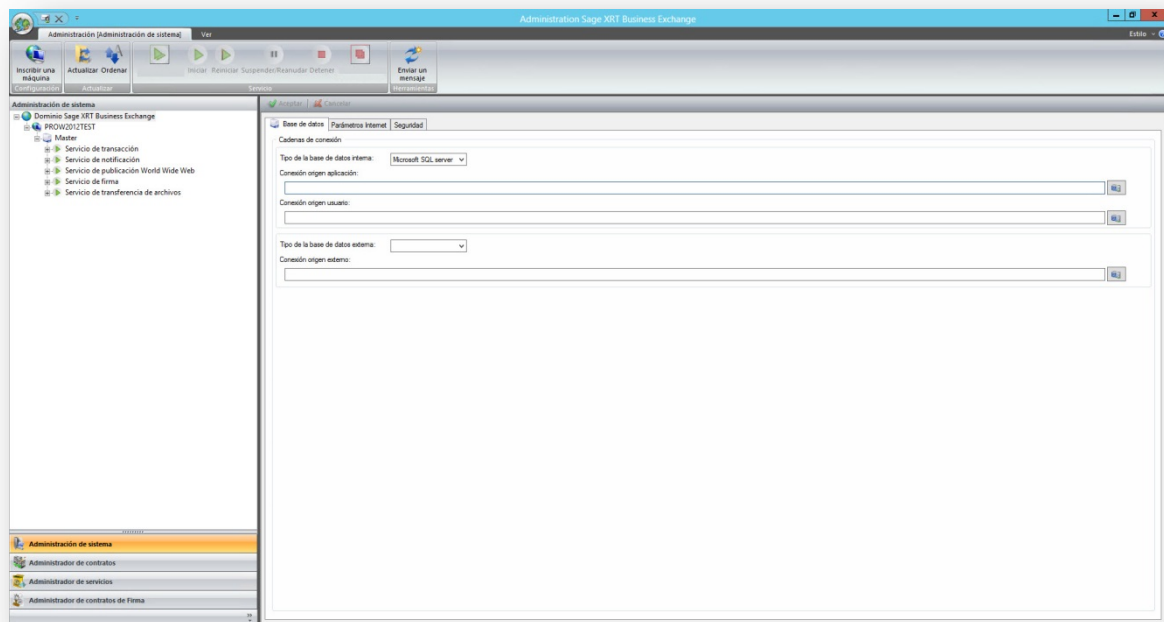 Administration Sage XRT Business Exchange
Administración [Administración de sistema] Ver Estilo
Inscribir una máquina Actualizar Ordenar Iniciar Reiniciar Suspender/Reanudar Detener Enviar un mensaje
Configuración Actualizar Servicio Herramientas
Administración de sistema
Dominio Sage XRT Business Exchange
PROW2012TEST
Master
Servicio de transacción
Servicio de notificación
Servicio de publicación World Wide Web
Servicio de firma
Servicio de transferencia de archivos
Administración de sistema
Administrador de contratos
Administrador de servicios
Administrador de contratos de Firma
Aceptar Cancelar
Base de datos Parámetros Internet Seguridad
Cadenas de conexión
Tipo de la base de datos interna: Microsoft SQL server
Conexión origen aplicación:
Conexión origen usuario:
Tipo de la base de datos externa:
Conexión origen externo: